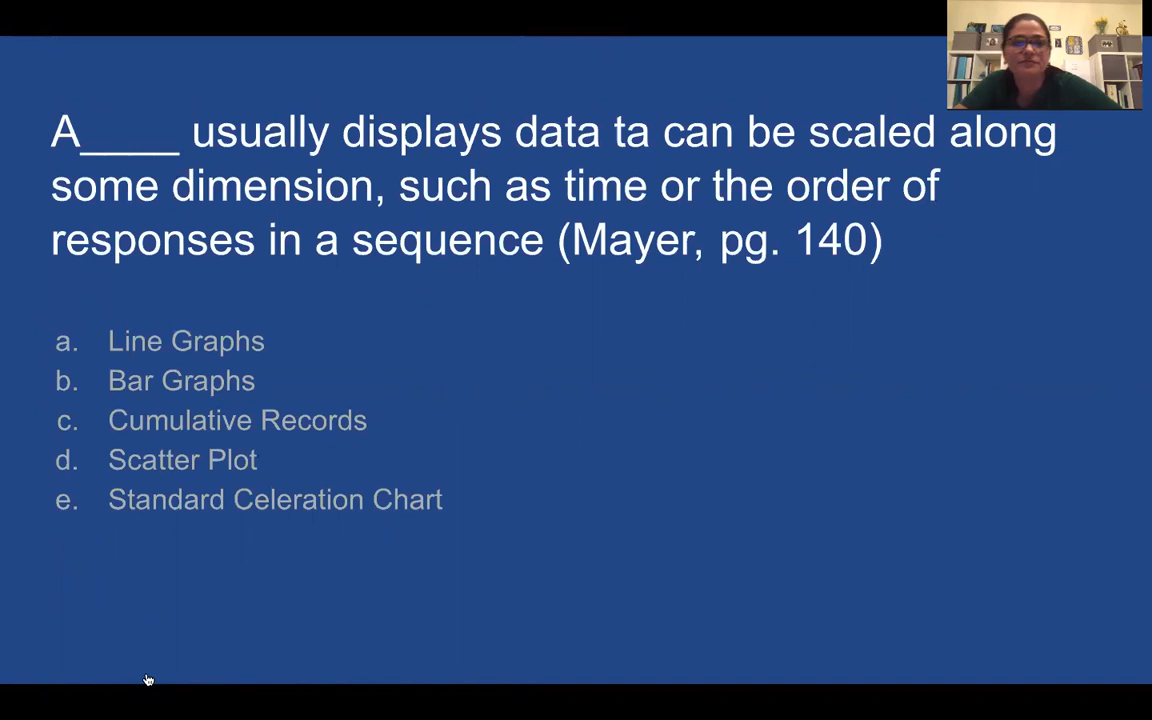 A____ usually displays data ta can be scaled along
some dimension, such as time or the order of
responses in a sequence (Mayer, pg. 140)
a. Line Graphs
b. Bar Graphs
c. Cumulative Records
d. Scatter Plot
e. Standard Celeration Chart